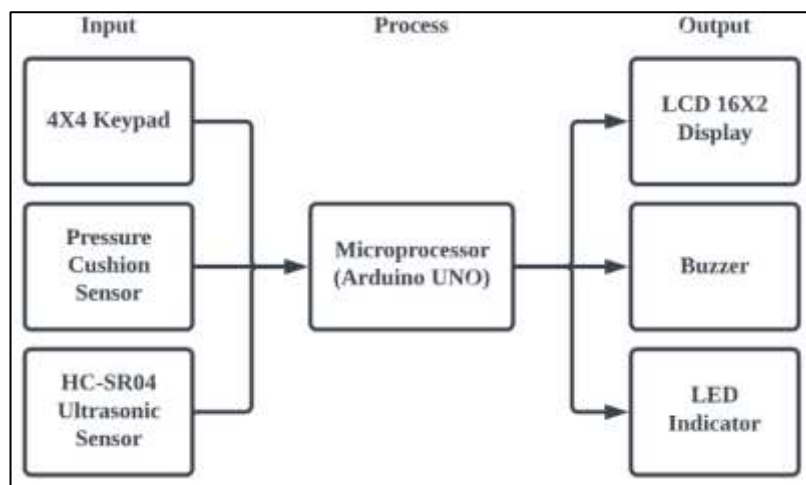 Input
Process
Output
4X4 Keypad
Pressure
Cushion
Sensor
HC-SR04
Ultrasonic
Sensor
Microprocessor
(Arduino UNO)
LCD 16X2
Display
Buzzer
LED
Indicator